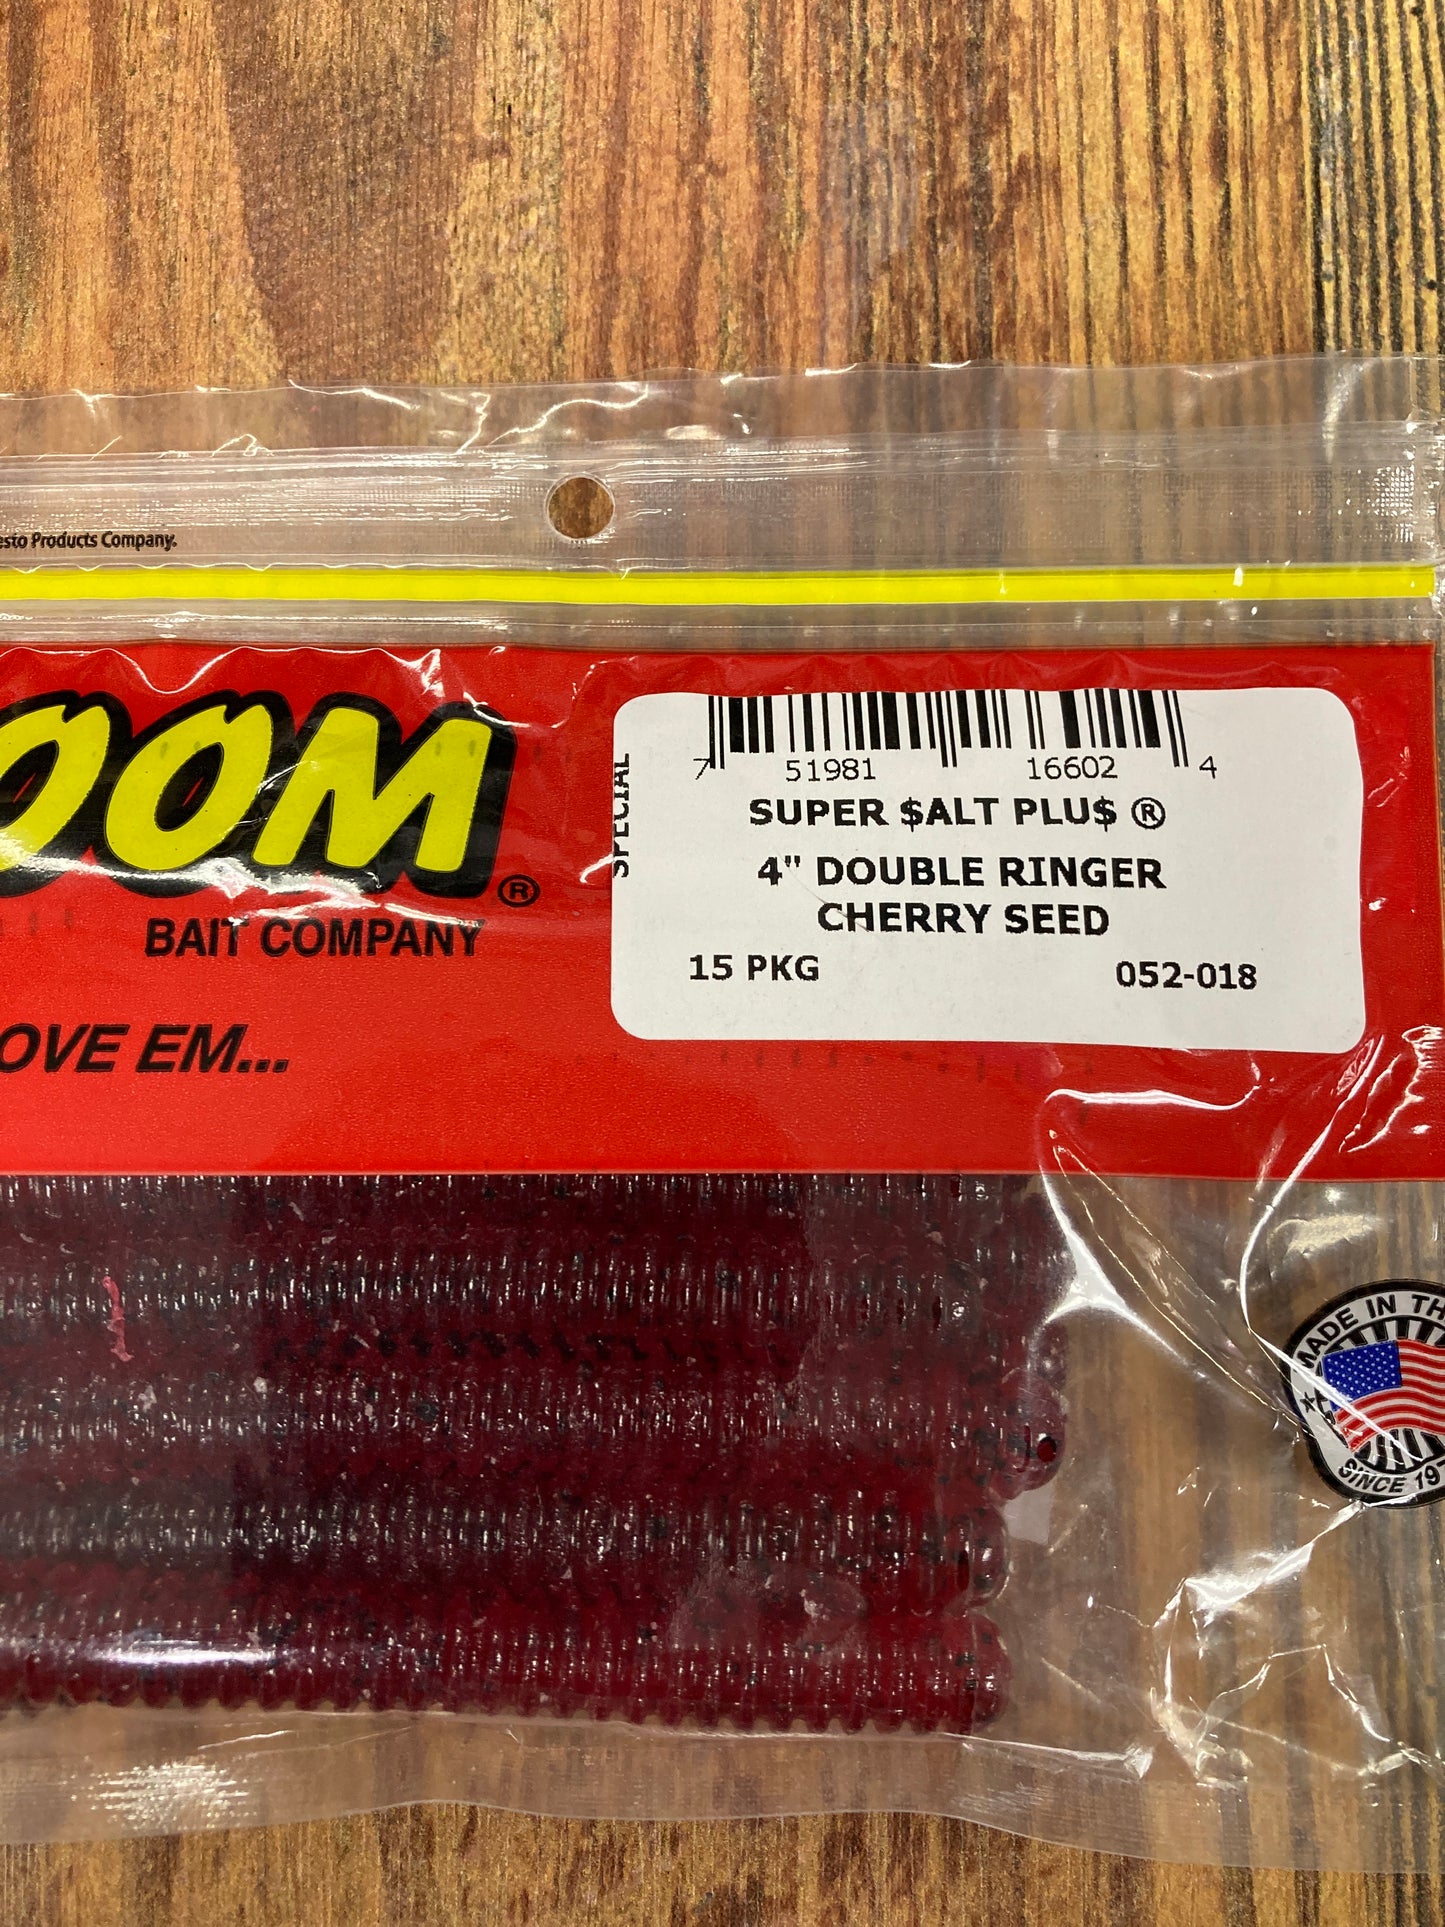 esto Products Company.
OOM®
BAIT COMPANY
OVE EM...
SPECIAL
7 51981 16602 4
SUPER $ALT PLU$ ®
4" DOUBLE RINGER
CHERRY SEED
15 PKG 052-018
MADE IN TH
SINCE 197